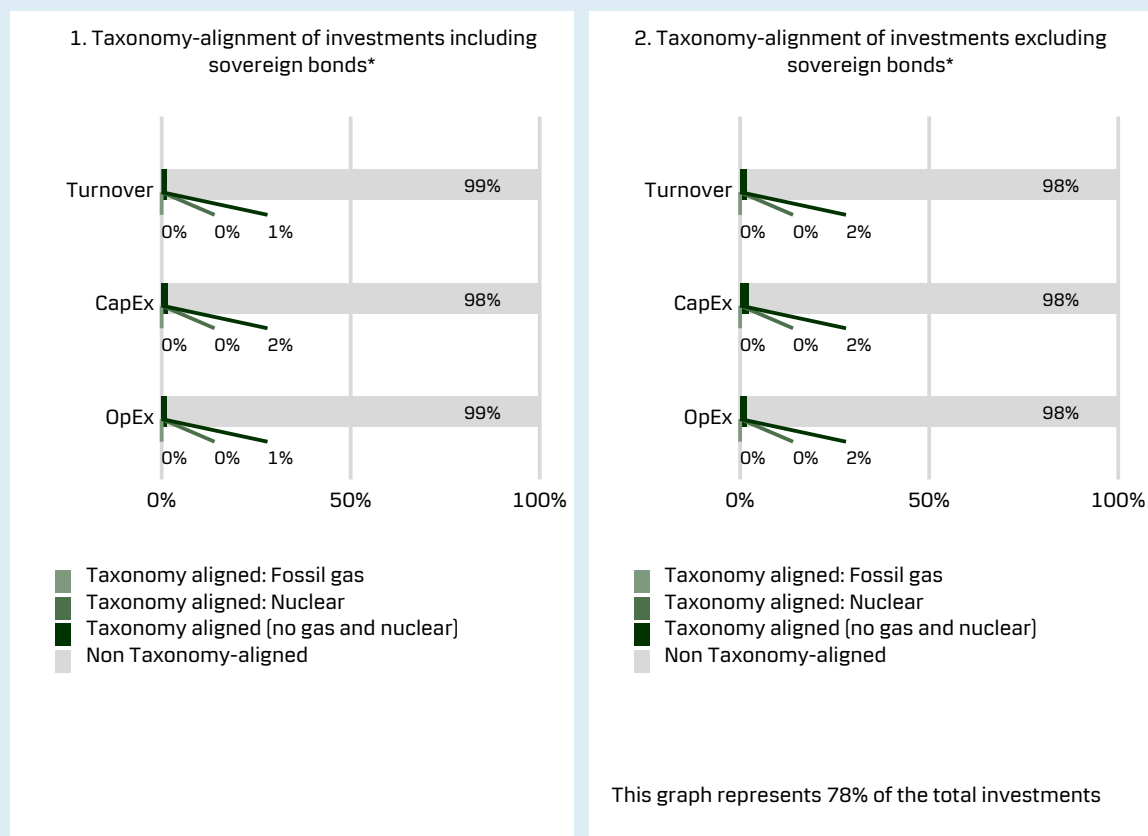 1. Taxonomy-alignment of investments including
sovereign bonds*
Turnover
99%
0% 0% 1%
CapEx
98%
0% 0% 2%
OpEx
99%
0% 0% 1%
0% 50% 100%
Taxonomy aligned: Fossil gas
Taxonomy aligned: Nuclear
Taxonomy aligned (no gas and nuclear)
Non Taxonomy-aligned
2. Taxonomy-alignment of investments excluding
sovereign bonds*
Turnover
98%
0% 0% 2%
CapEx
98%
0% 0% 2%
OpEx
98%
0% 0% 2%
0% 50% 100%
Taxonomy aligned: Fossil gas
Taxonomy aligned: Nuclear
Taxonomy aligned (no gas and nuclear)
Non Taxonomy-aligned
This graph represents 78% of the total investments